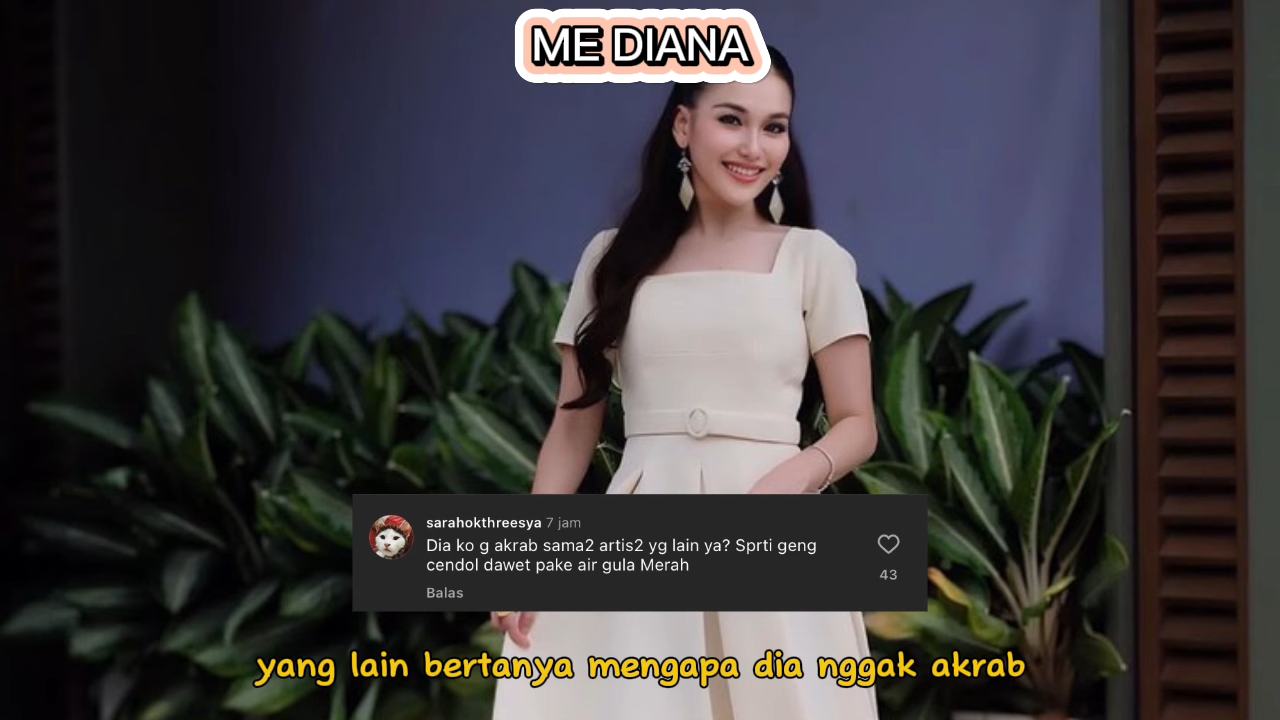 ME DIANA
sarahokthreesya 7 jam
Dia ko g akrab sama2 artis2 yg lain ya? Sprti geng
cendol dawet pake air gula Merah
43
Balas
yang lain bertanya mengapa dia nggak akrab